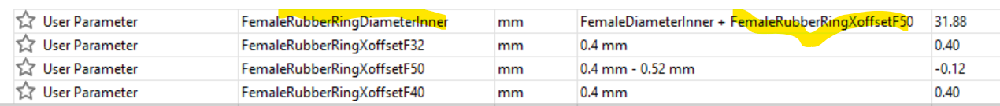 User Parameter FemaleRubberRingDiameterInner mm FemaleDiameterInner + FemaleRubberRingXoffsetF50 31.88
User Parameter FemaleRubberRingXoffsetF32 mm 0.4 mm 0.40
User Parameter FemaleRubberRingXoffsetF50 mm 0.4 mm - 0.52 mm -0.12
User Parameter FemaleRubberRingXoffsetF40 mm 0.4 mm 0.40